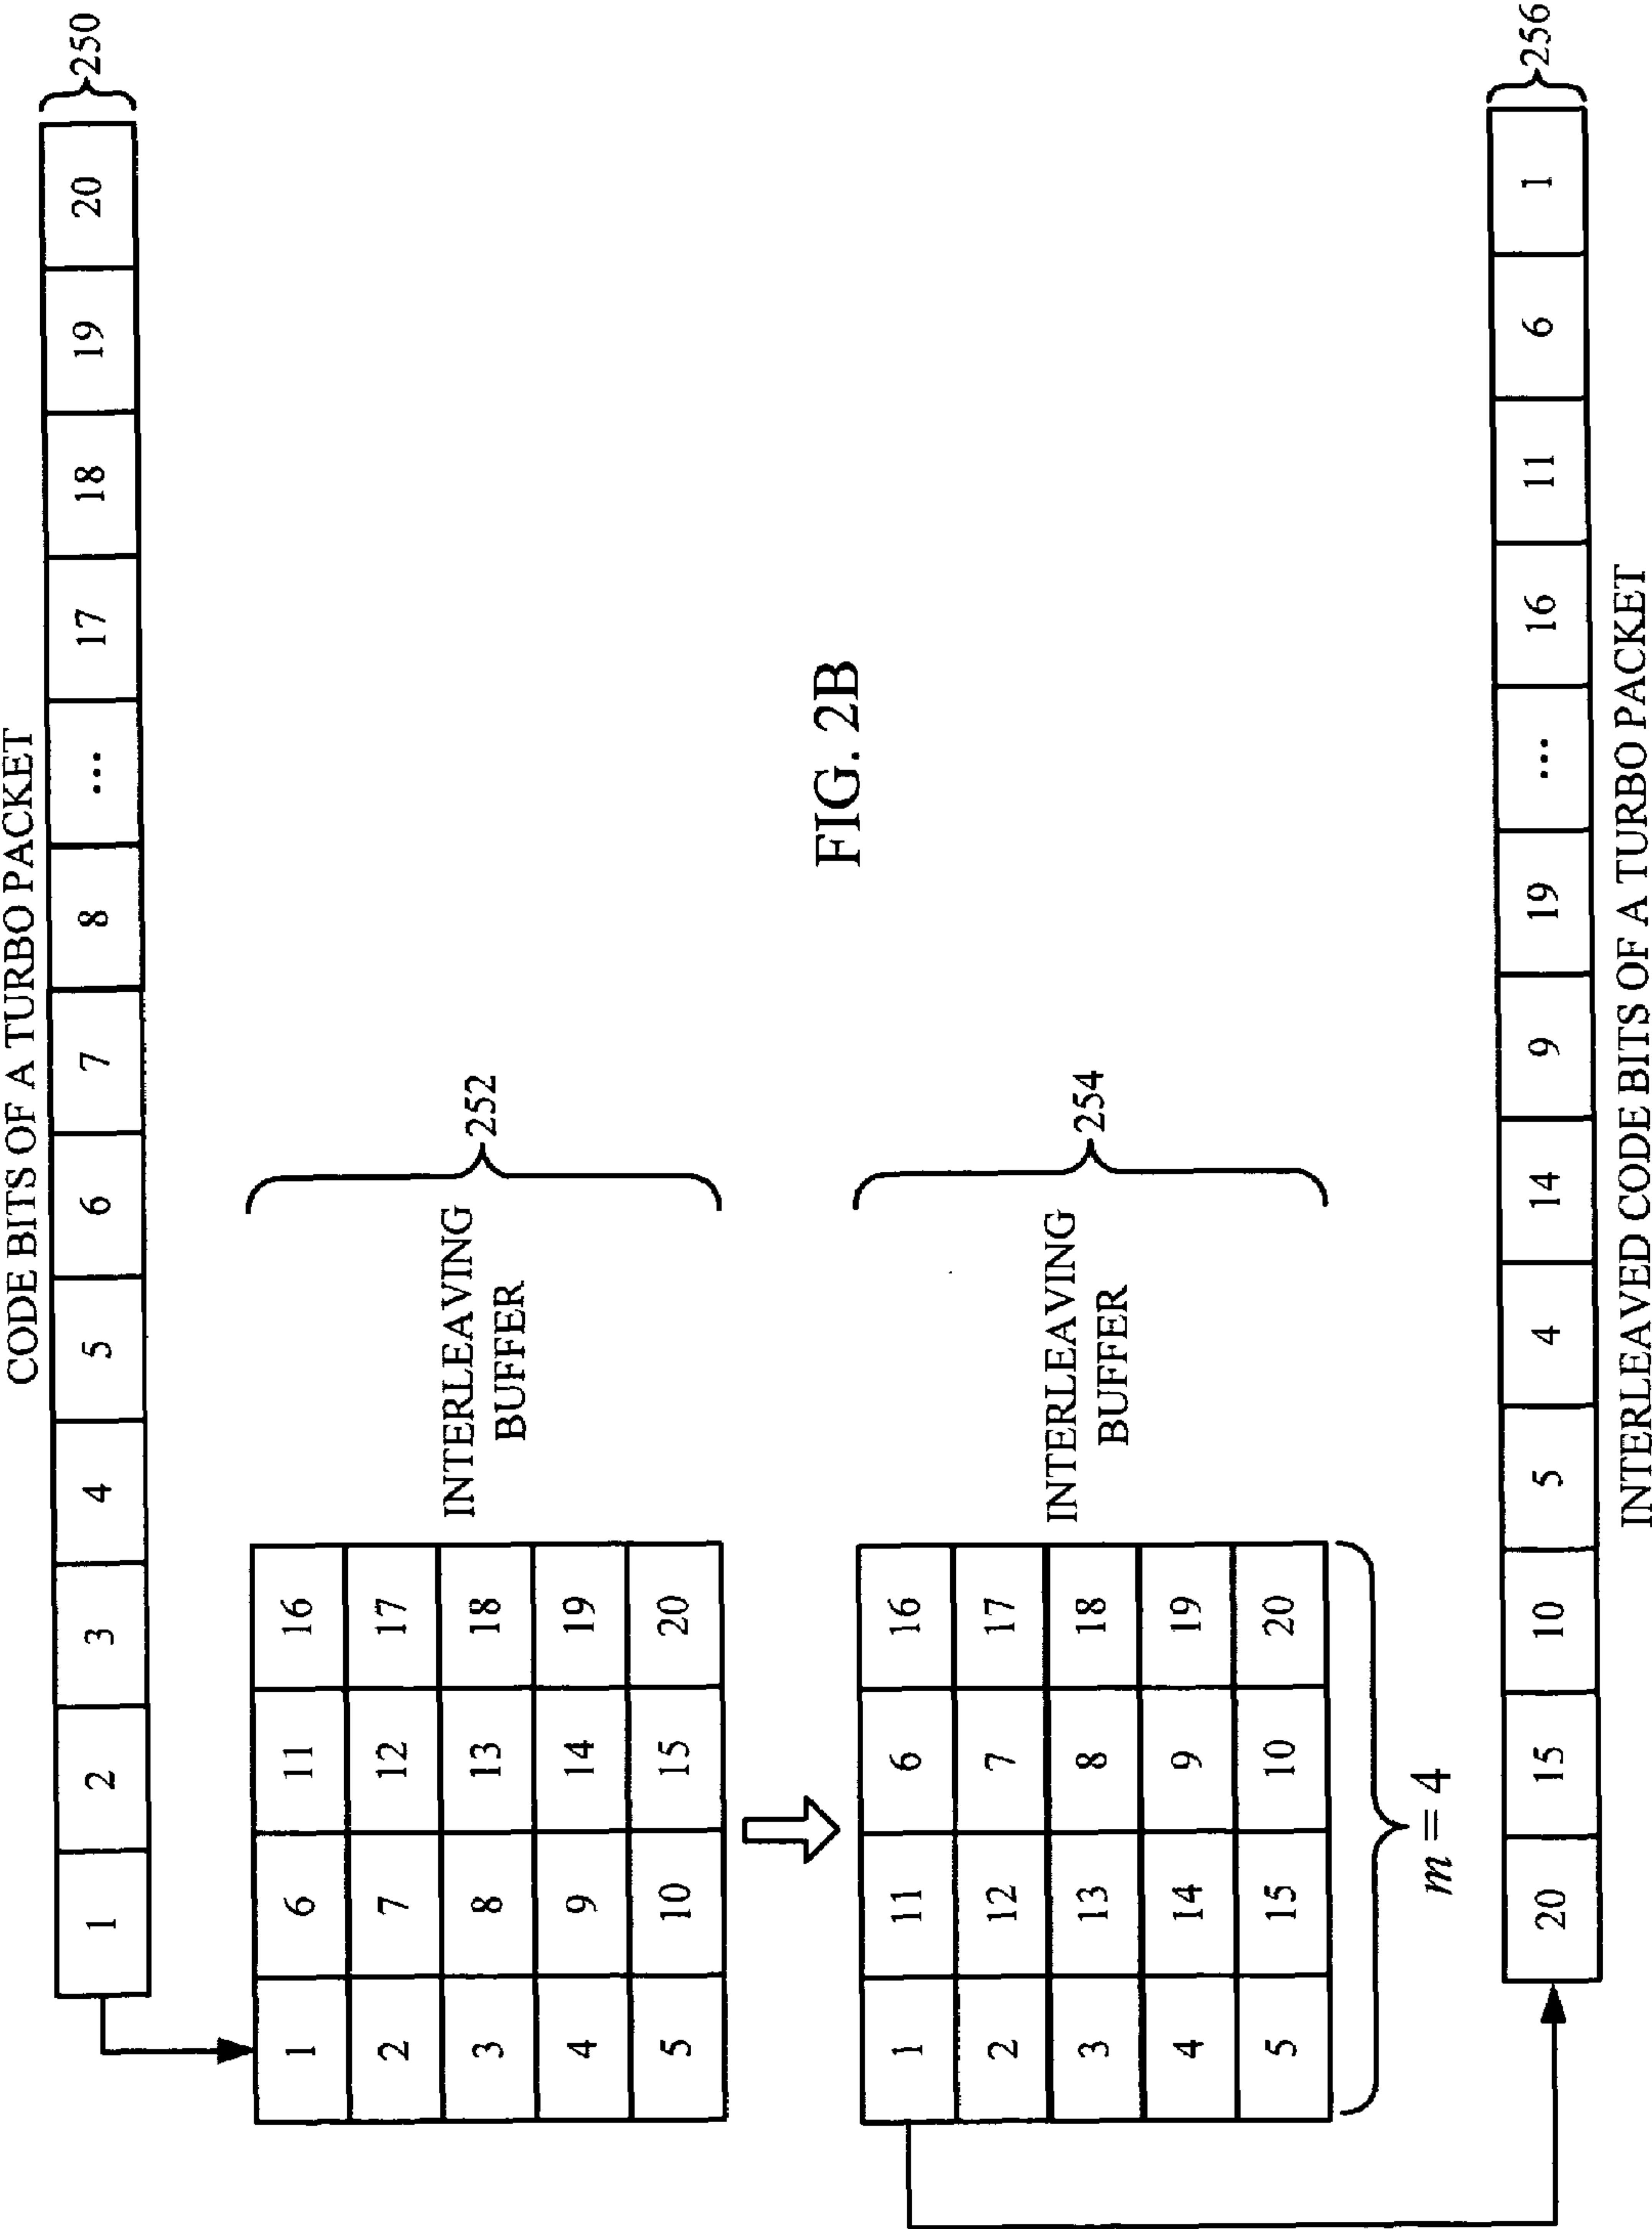 CODE BITS OF A TURBO PACKET
1 2 3 4 5 6 7 8 ... 17 18 19 20
250
1 6 11 16
2 7 12 17
3 8 13 18
4 9 14 19
5 10 15 20
INTERLEAVING
BUFFER
252
FIG. 2B
1 11 6 16
2 12 7 17
3 13 8 18
4 14 9 19
5 15 10 20
INTERLEAVING
BUFFER
254
m = 4
20 15 10 5 4 14 9 19 ... 16 11 6 1
256
INTERLEAVED CODE BITS OF A TURBO PACKET